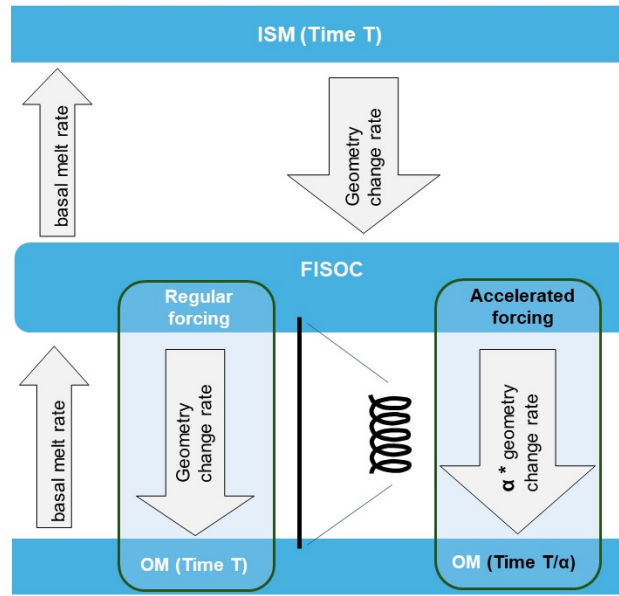 ISM (Time T)
basal melt rate
Geometry
change rate
FISOC
Regular
forcing
Accelerated
forcing
basal melt rate
Geometry
change rate
α * geometry
change rate
OM (Time T)
OM (Time T/α)